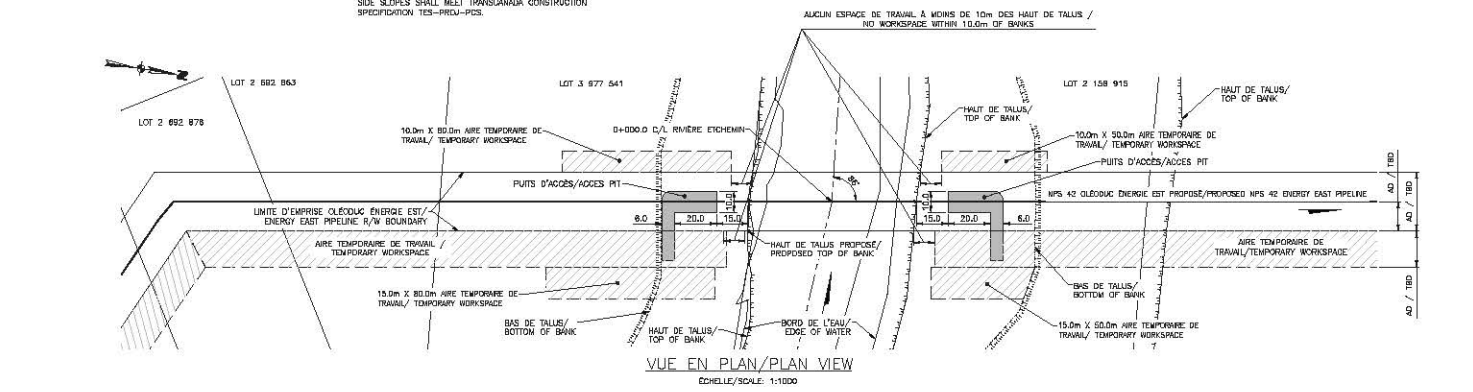 SIDE SLOPES SHALL MEET TRANSCANADA CONSTRUCTION
SPECIFICATION TES-PROJ-PCS.
AUCUN ESPACE DE TRAVAIL À MOINS DE 10m DES HAUT DE TALUS /
NO WORKSPACE WITHIN 10.0m OF BANKS
N
LOT 2 692 863
LOT 3 977 541
LOT 2 158 915
LOT 2 692 878
HAUT DE TALUS/
TOP OF BANK
HAUT DE TALUS/
TOP OF BANK
10.0m X 80.0m AIRE TEMPORAIRE DE
TRAVAIL/ TEMPORARY WORKSPACE
0+000.0 C/L RIVIÈRE ETCHEMIN
10.0m X 50.0m AIRE TEMPORAIRE DE
TRAVAIL/ TEMPORARY WORKSPACE
PUITS D'ACCÈS/ACCES PIT
PUITS D'ACCÈS/ACCES PIT
86°
NPS 42 OLÉODUC ÉNERGIE EST PROPOSÉ/PROPOSED NPS 42 ENERGY EAST PIPELINE
10.0
10.0
LIMITE D'EMPRISE OLÉODUC ÉNERGIE EST/
ENERGY EAST PIPELINE R/W BOUNDARY
6.0
20.0
15.0
15.0
20.0
6.0
AIRE TEMPORAIRE DE TRAVAIL /
TEMPORARY WORKSPACE
HAUT DE TALUS PROPOSÉ/
PROPOSED TOP OF BANK
AIRE TEMPORAIRE DE
TRAVAIL/TEMPORARY WORKSPACE
AD / TBD
AD / TBD
AD / TBD
15.0m X 80.0m AIRE TEMPORAIRE DE
TRAVAIL/ TEMPORARY WORKSPACE
BAS DE TALUS/
BOTTOM OF BANK
BAS DE TALUS/
BOTTOM OF BANK
HAUT DE TALUS/
TOP OF BANK
BORD DE L'EAU/
EDGE OF WATER
15.0m X 50.0m AIRE TEMPORAIRE DE
TRAVAIL/ TEMPORARY WORKSPACE
VUE EN PLAN/PLAN VIEW
ÉCHELLE/SCALE: 1:1000